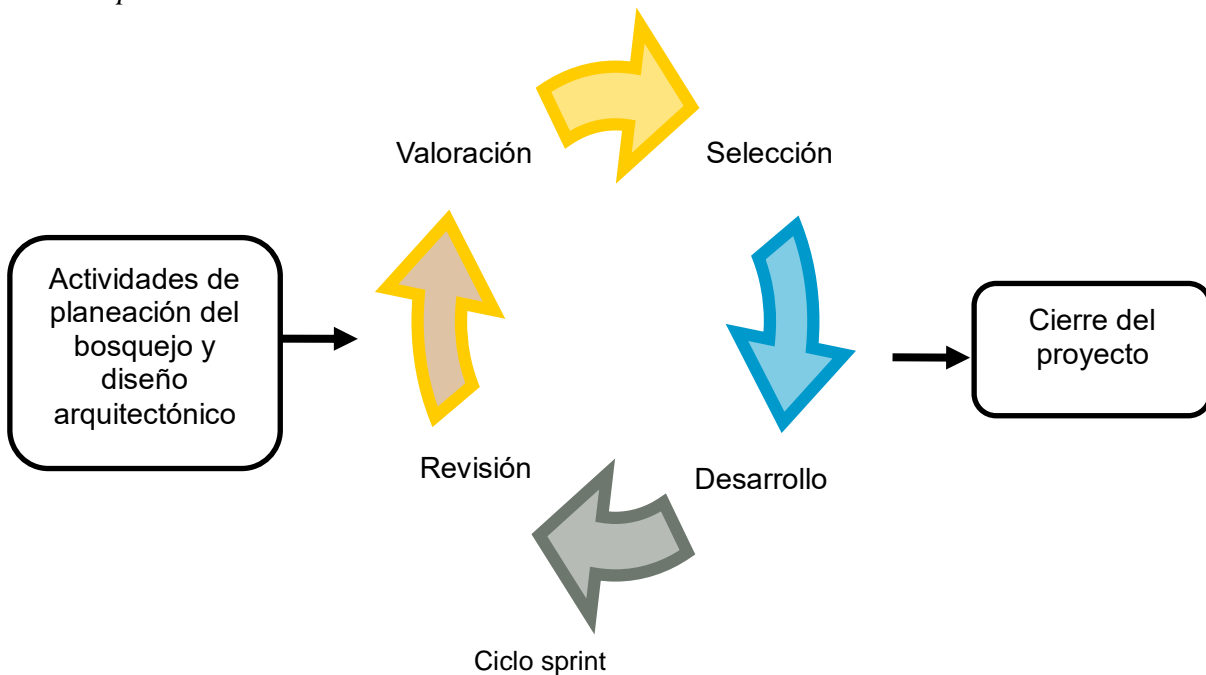 Valoración
Selección
Actividades de
planeación del
bosquejo y
diseño
arquitectónico
Cierre del
proyecto
Revisión
Desarrollo
Ciclo sprint